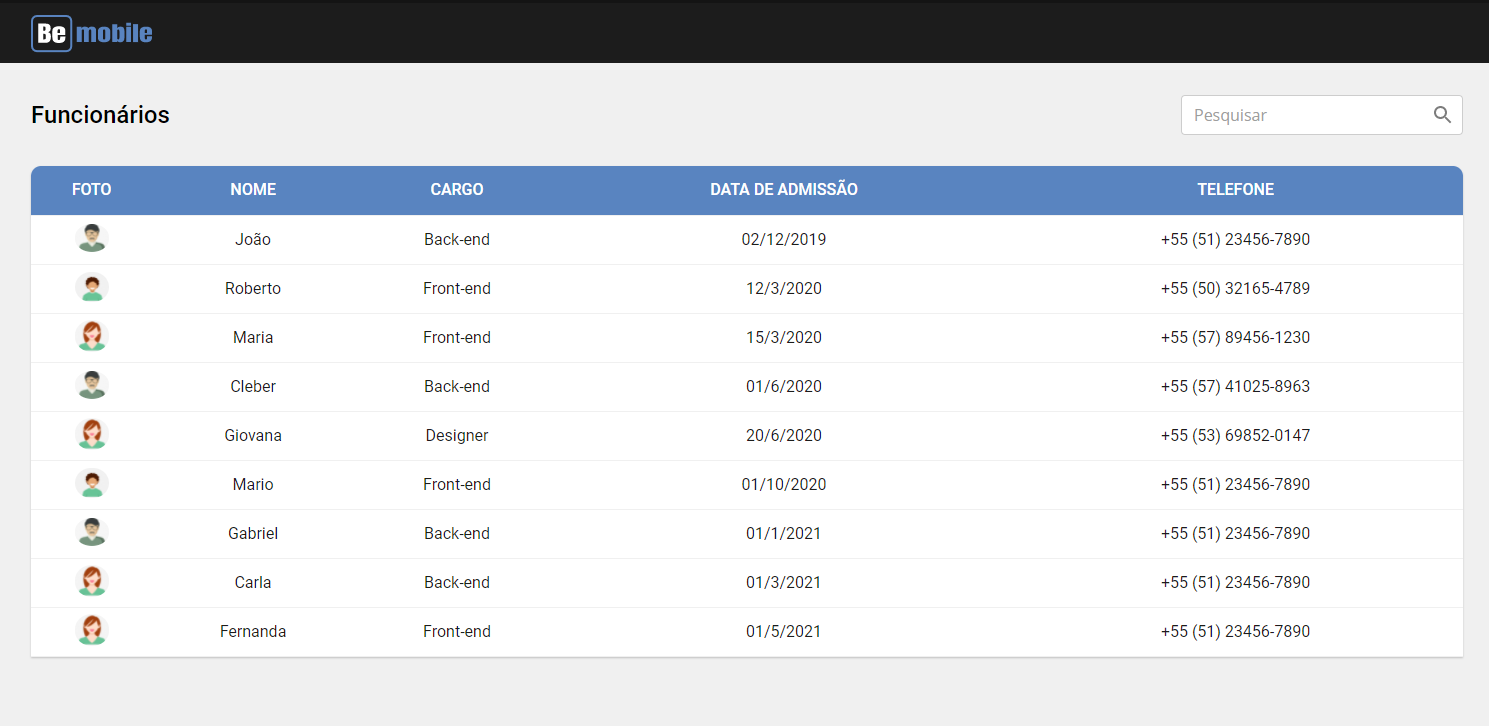 Be mobile
Funcionários
Pesquisar
FOTO NOME CARGO DATA DE ADMISSÃO TELEFONE
João Back-end 02/12/2019 +55 (51) 23456-7890
Roberto Front-end 12/3/2020 +55 (50) 32165-4789
Maria Front-end 15/3/2020 +55 (57) 89456-1230
Cleber Back-end 01/6/2020 +55 (57) 41025-8963
Giovana Designer 20/6/2020 +55 (53) 69852-0147
Mario Front-end 01/10/2020 +55 (51) 23456-7890
Gabriel Back-end 01/1/2021 +55 (51) 23456-7890
Carla Back-end 01/3/2021 +55 (51) 23456-7890
Fernanda Front-end 01/5/2021 +55 (51) 23456-7890